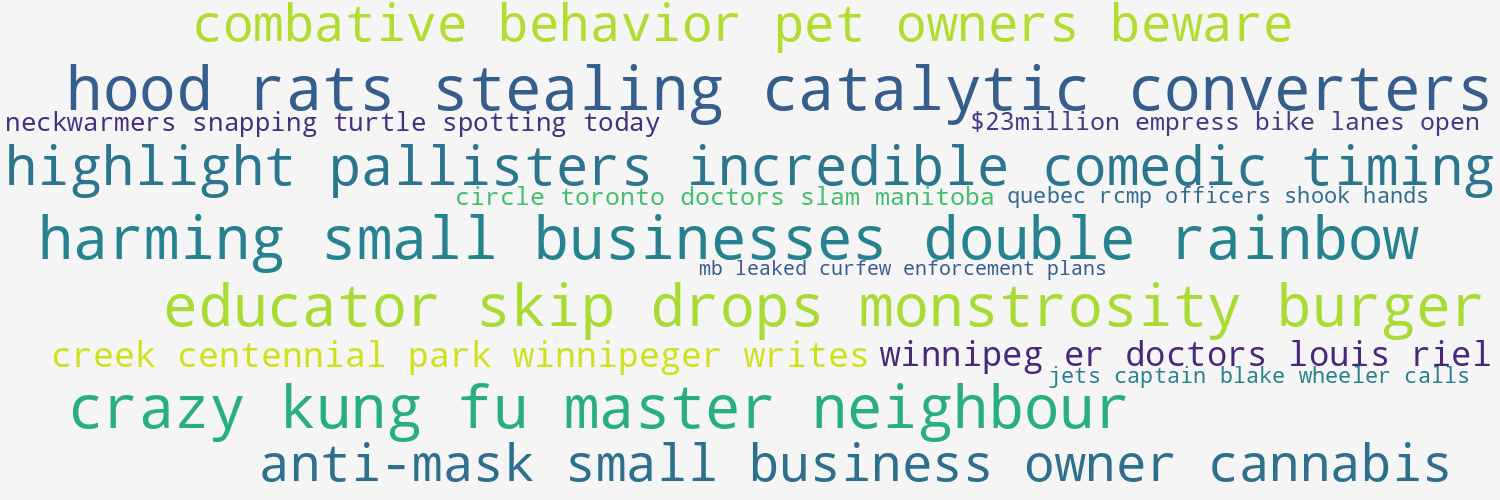 combative behavior pet owners beware
hood rats stealing catalytic converters
neckwarmers snapping turtle spotting today
$23million empress bike lanes open
highlight pallisters incredible comedic timing
circle toronto doctors slam manitoba
quebec rcmp officers shook hands
harming small businesses double rainbow
mb leaked curfew enforcement plans
educator skip drops monstrosity burger
creek centennial park winnipeger writes
winnipeg er doctors louis riel
jets captain blake wheeler calls
crazy kung fu master neighbour
anti-mask small business owner cannabis